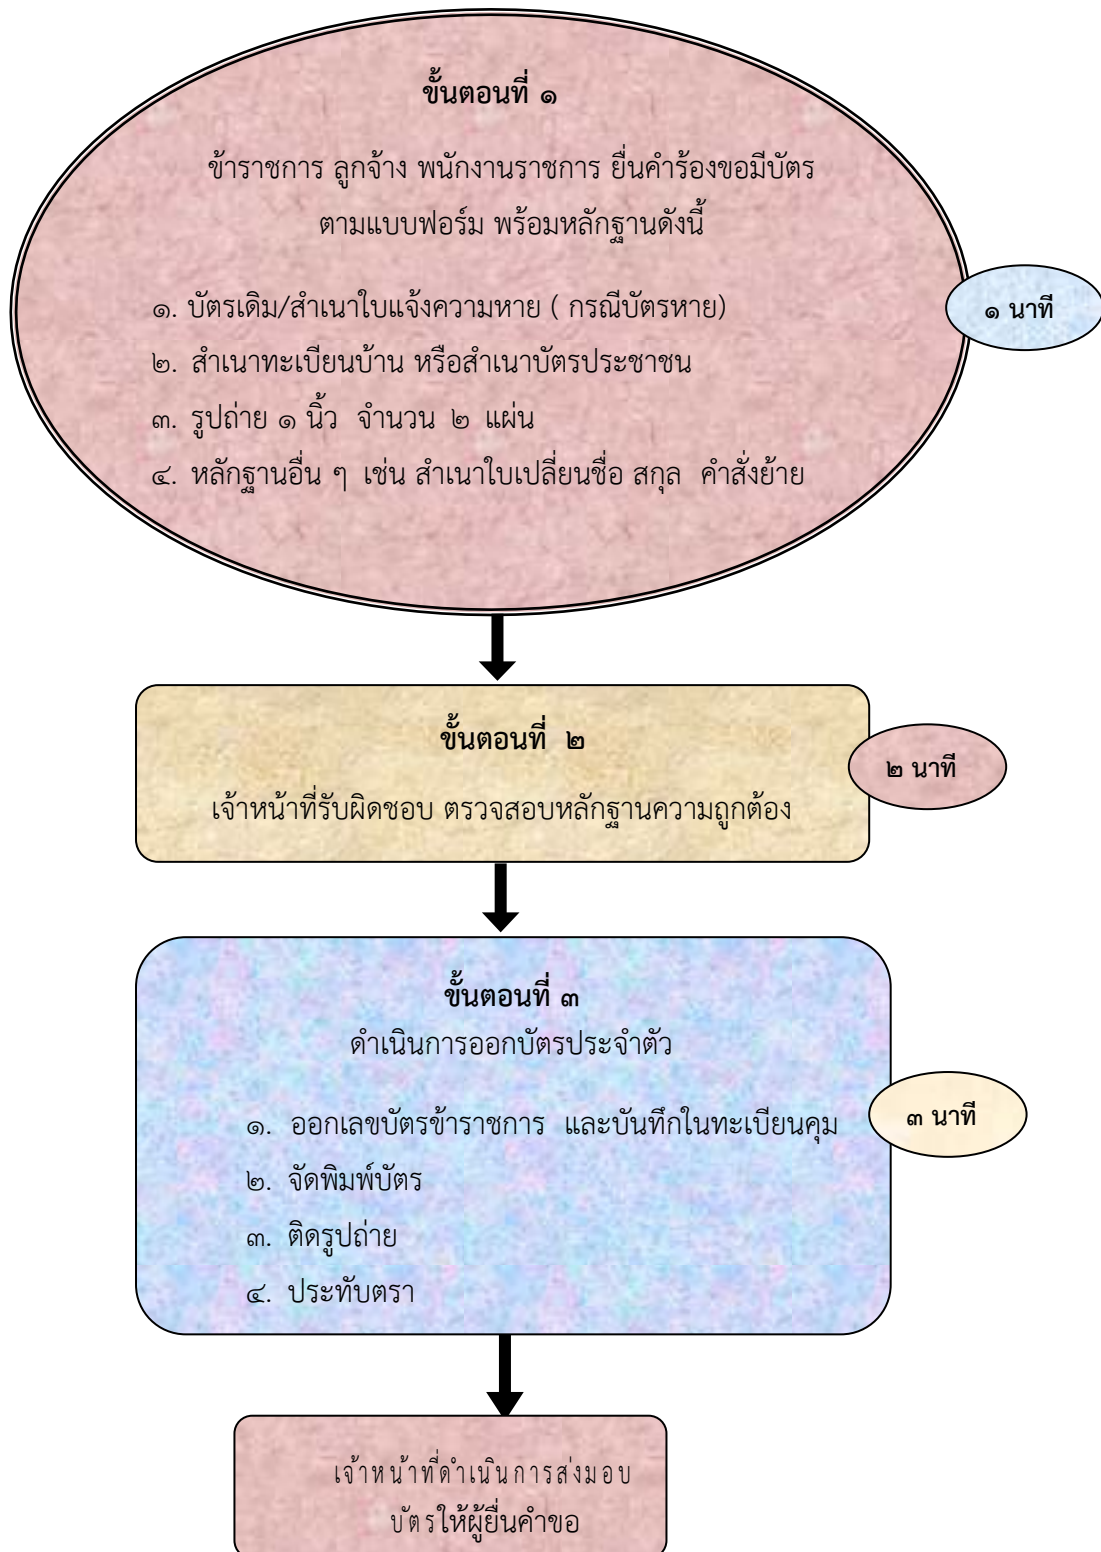 ขั้นตอนที่ ๑
ข้าราชการ ลูกจ้าง พนักงานราชการ ยื่นคำร้องขอมีบัตร
ตามแบบฟอร์ม พร้อมหลักฐานดังนี้
๑. บัตรเดิม/สำเนาใบแจ้งความหาย ( กรณีบัตรหาย)
๑ นาที
๒. สำเนาทะเบียนบ้าน หรือสำเนาบัตรประชาชน
๓. รูปถ่าย ๑ นิ้ว จำนวน ๒ แผ่น
๔. หลักฐานอื่น ๆ เช่น สำเนาใบเปลี่ยนชื่อ สกุล คำสั่งย้าย
ขั้นตอนที่ ๒
๒ นาที
เจ้าหน้าที่รับผิดชอบ ตรวจสอบหลักฐานความถูกต้อง
ขั้นตอนที่ ๓
ดำเนินการออกบัตรประจำตัว
๑. ออกเลขบัตรข้าราชการ และบันทึกในทะเบียนคุม
๓ นาที
๒. จัดพิมพ์บัตร
๓. ติดรูปถ่าย
๔. ประทับตรา
เจ้าหน้าที่ดำเนินการส่งมอบ
บัตรให้ผู้ยื่นคำขอ